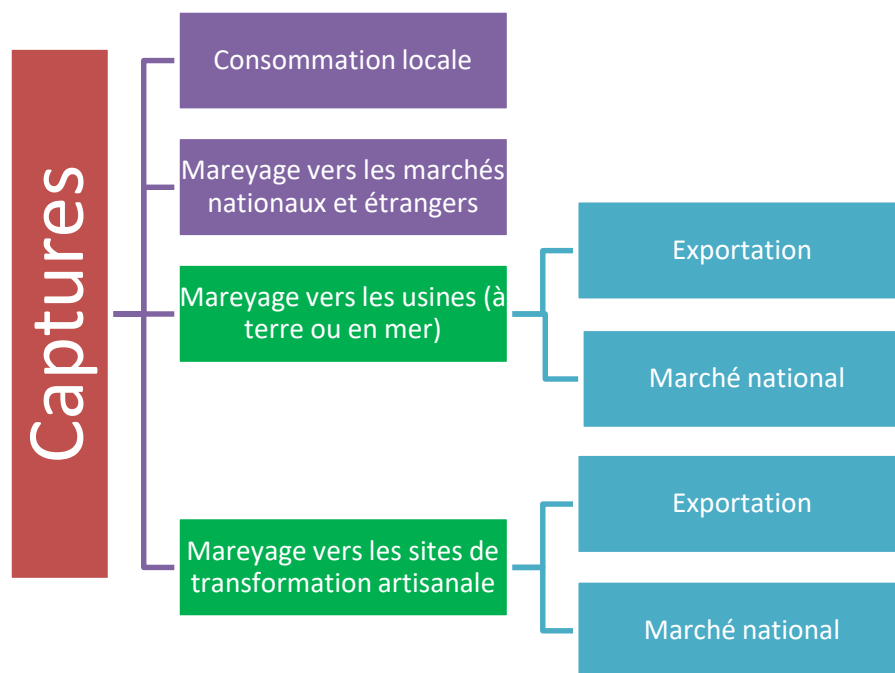 Captures
Consommation locale
Mareyage vers les marchés
nationaux et étrangers
Mareyage vers les usines (à
terre ou en mer)
Exportation
Marché national
Mareyage vers les sites de
transformation artisanale
Exportation
Marché national